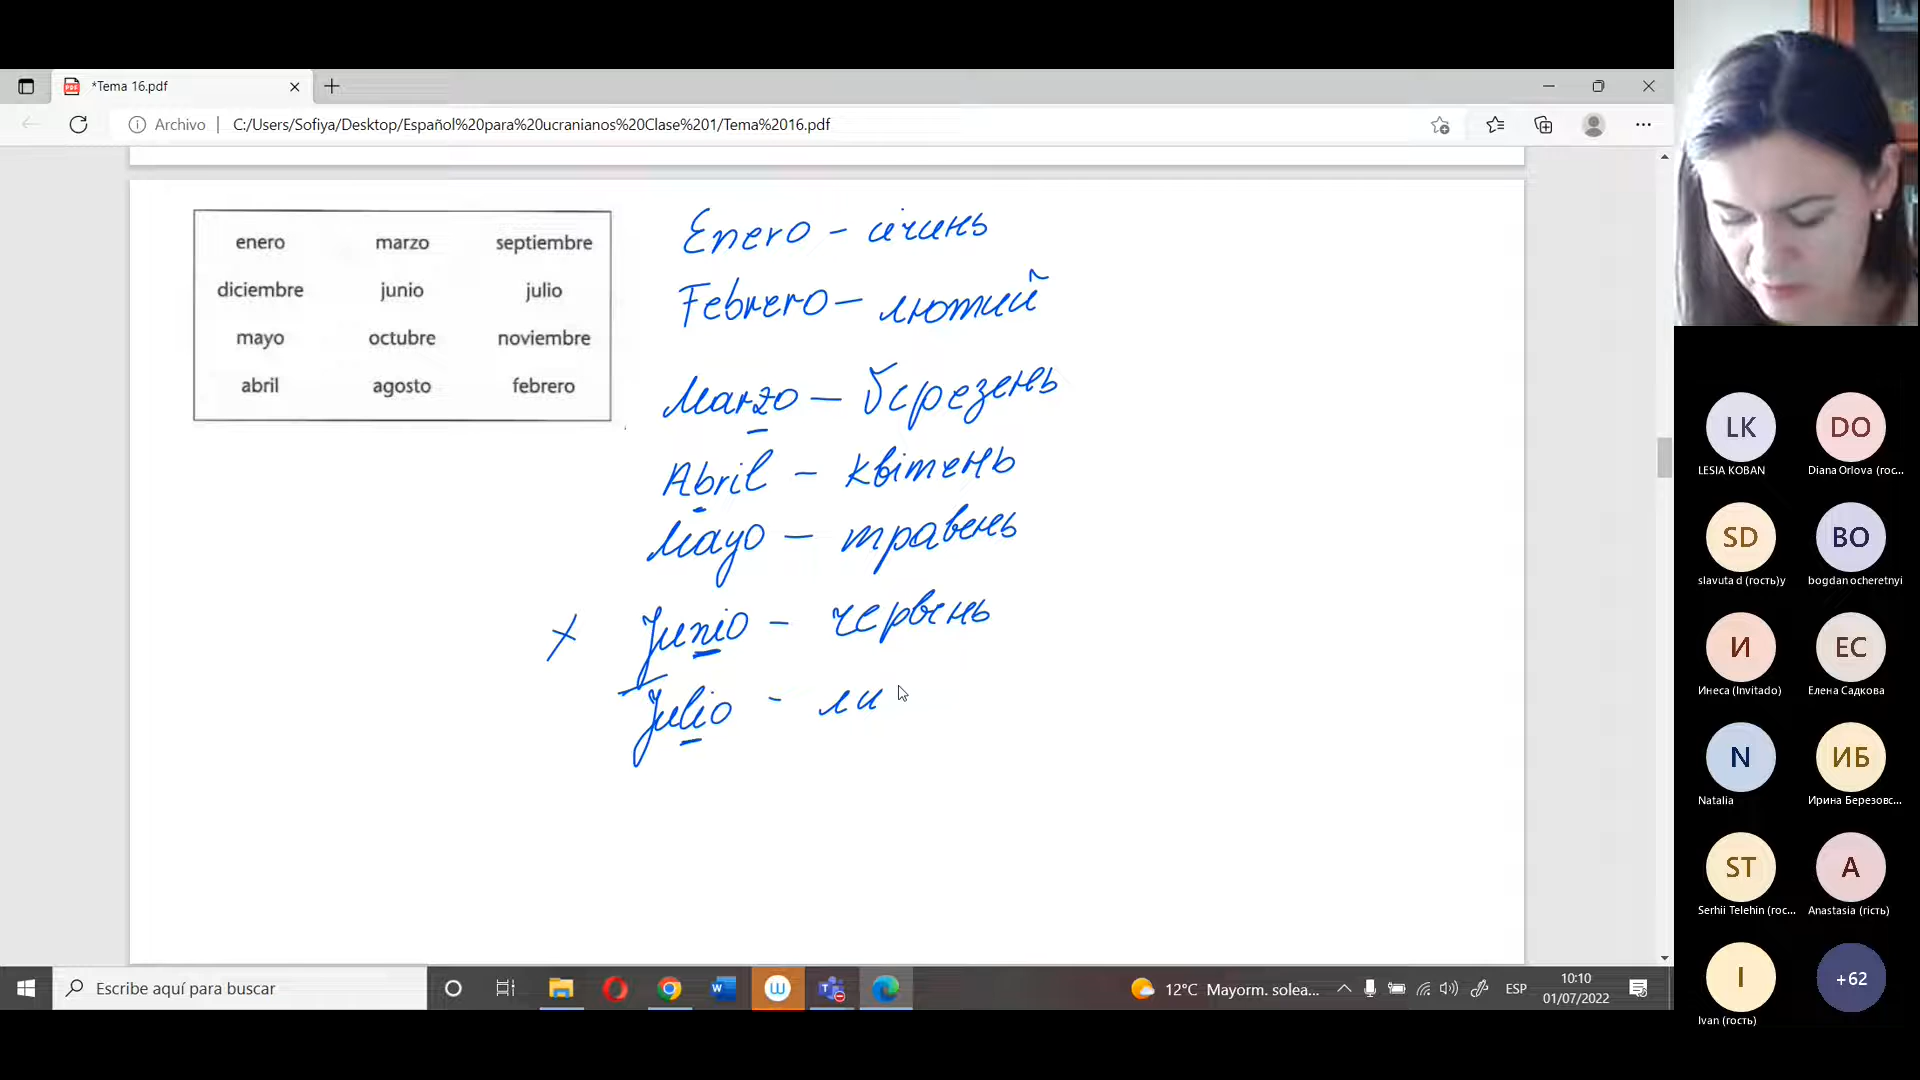 *Tema 16.pdf
Archivo | C:/Users/Sofiya/Desktop/Español%20para%20ucranianos%20Clase%201/Tema%2016.pdf
enero marzo septiembre
diciembre junio julio
mayo octubre noviembre
abril agosto febrero
Enero – січень
Febrero – лютий
Marzo – березень
Abril – квітень
Mayo – травень
Junio – червень
Julio - ли
LK DO
LESIA KOBAN Diana Orlova (гос...
SD BO
slavuta d (гость)y bogdan ocheretnyi
И ЕС
Инеса (Invitado) Елена Садкова
N ИБ
Natalia Ирина Березовс...
ST A
Serhii Telehin (гос... Anastasia (гість)
I +62
Ivan (гость)
Escribe aquí para buscar
12°C Mayorm. solea...
ESP
10:10
01/07/2022